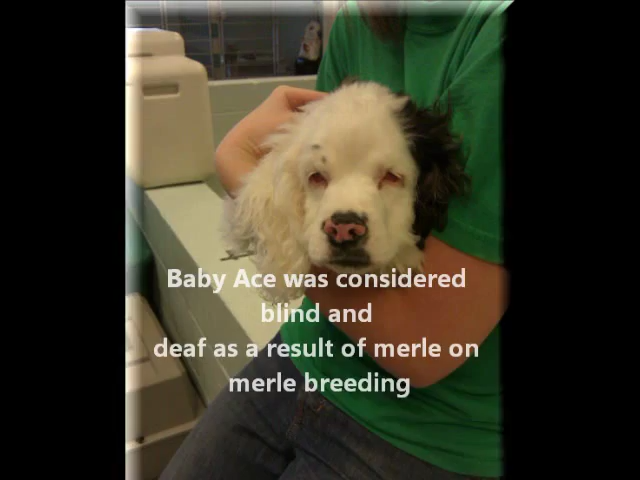 Baby Ace was considered
blind and
deaf as a result of merle on
merle breeding